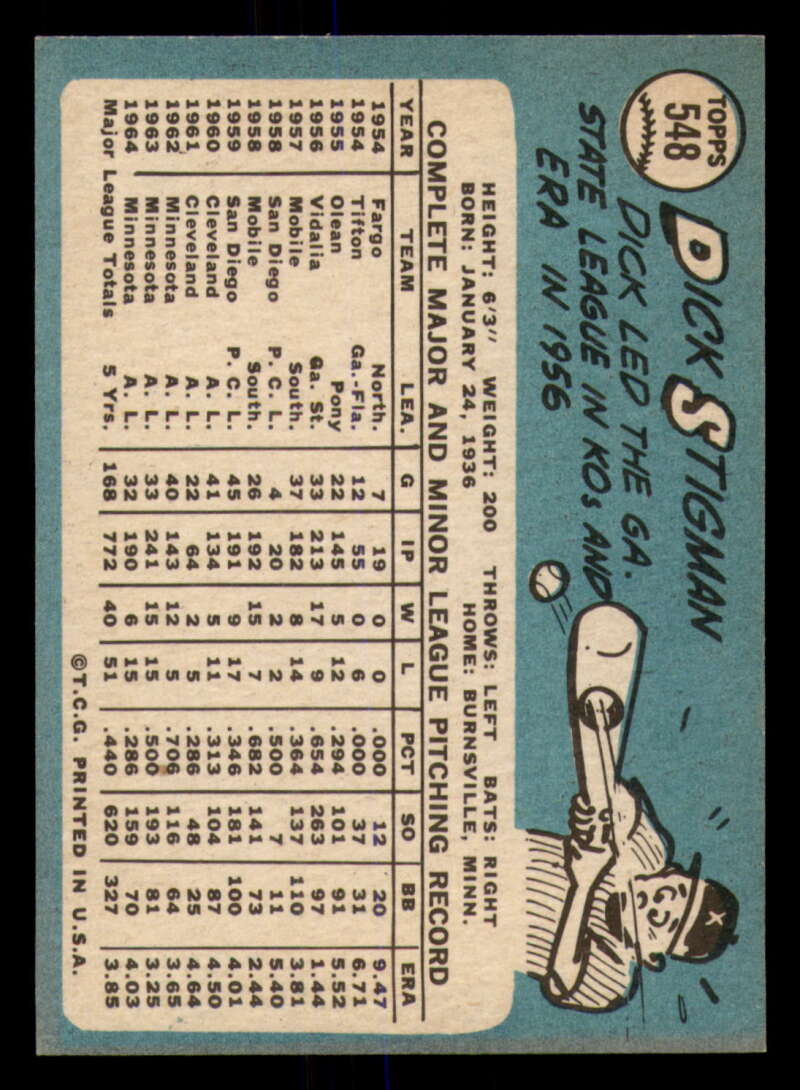 TOPPS
548
DICK STIGMAN
DICK LED THE GA.
STATE LEAGUE IN KOs AND
ERA IN 1956
HEIGHT: 6'3" WEIGHT: 200 THROWS: LEFT BATS: RIGHT
BORN: JANUARY 24, 1936 HOME: BURNSVILLE, MINN.
COMPLETE MAJOR AND MINOR LEAGUE PITCHING RECORD
YEAR TEAM LEA. G IP W L PCT SO BB ERA
1954 Fargo North. 7 19 0 0 .000 12 20 9.47
1954 Tifton Ga.-Fla. 12 55 0 6 .000 37 31 6.71
1955 Olean Pony 22 145 5 12 .294 101 91 5.52
1956 Vidalia Ga. St. 33 213 17 9 .654 263 97 1.44
1957 Mobile South. 37 182 8 14 .364 137 110 3.81
1958 San Diego P. C. L. 4 20 2 2 .500 7 11 5.40
1958 Mobile South. 26 192 15 7 .682 141 73 2.44
1959 San Diego P. C. L. 45 191 9 17 .346 181 100 4.01
1960 Cleveland A. L. 41 134 5 11 .313 104 87 4.50
1961 Cleveland A. L. 22 64 2 5 .286 48 25 4.64
1962 Minnesota A. L. 40 143 12 5 .706 116 64 3.65
1963 Minnesota A. L. 33 241 15 15 .500 193 81 3.25
1964 Minnesota A. L. 32 190 6 15 .286 159 70 4.03
Major League Totals 5 Yrs. 168 772 40 51 .440 620 327 3.85
©T.C.G. PRINTED IN U.S.A.